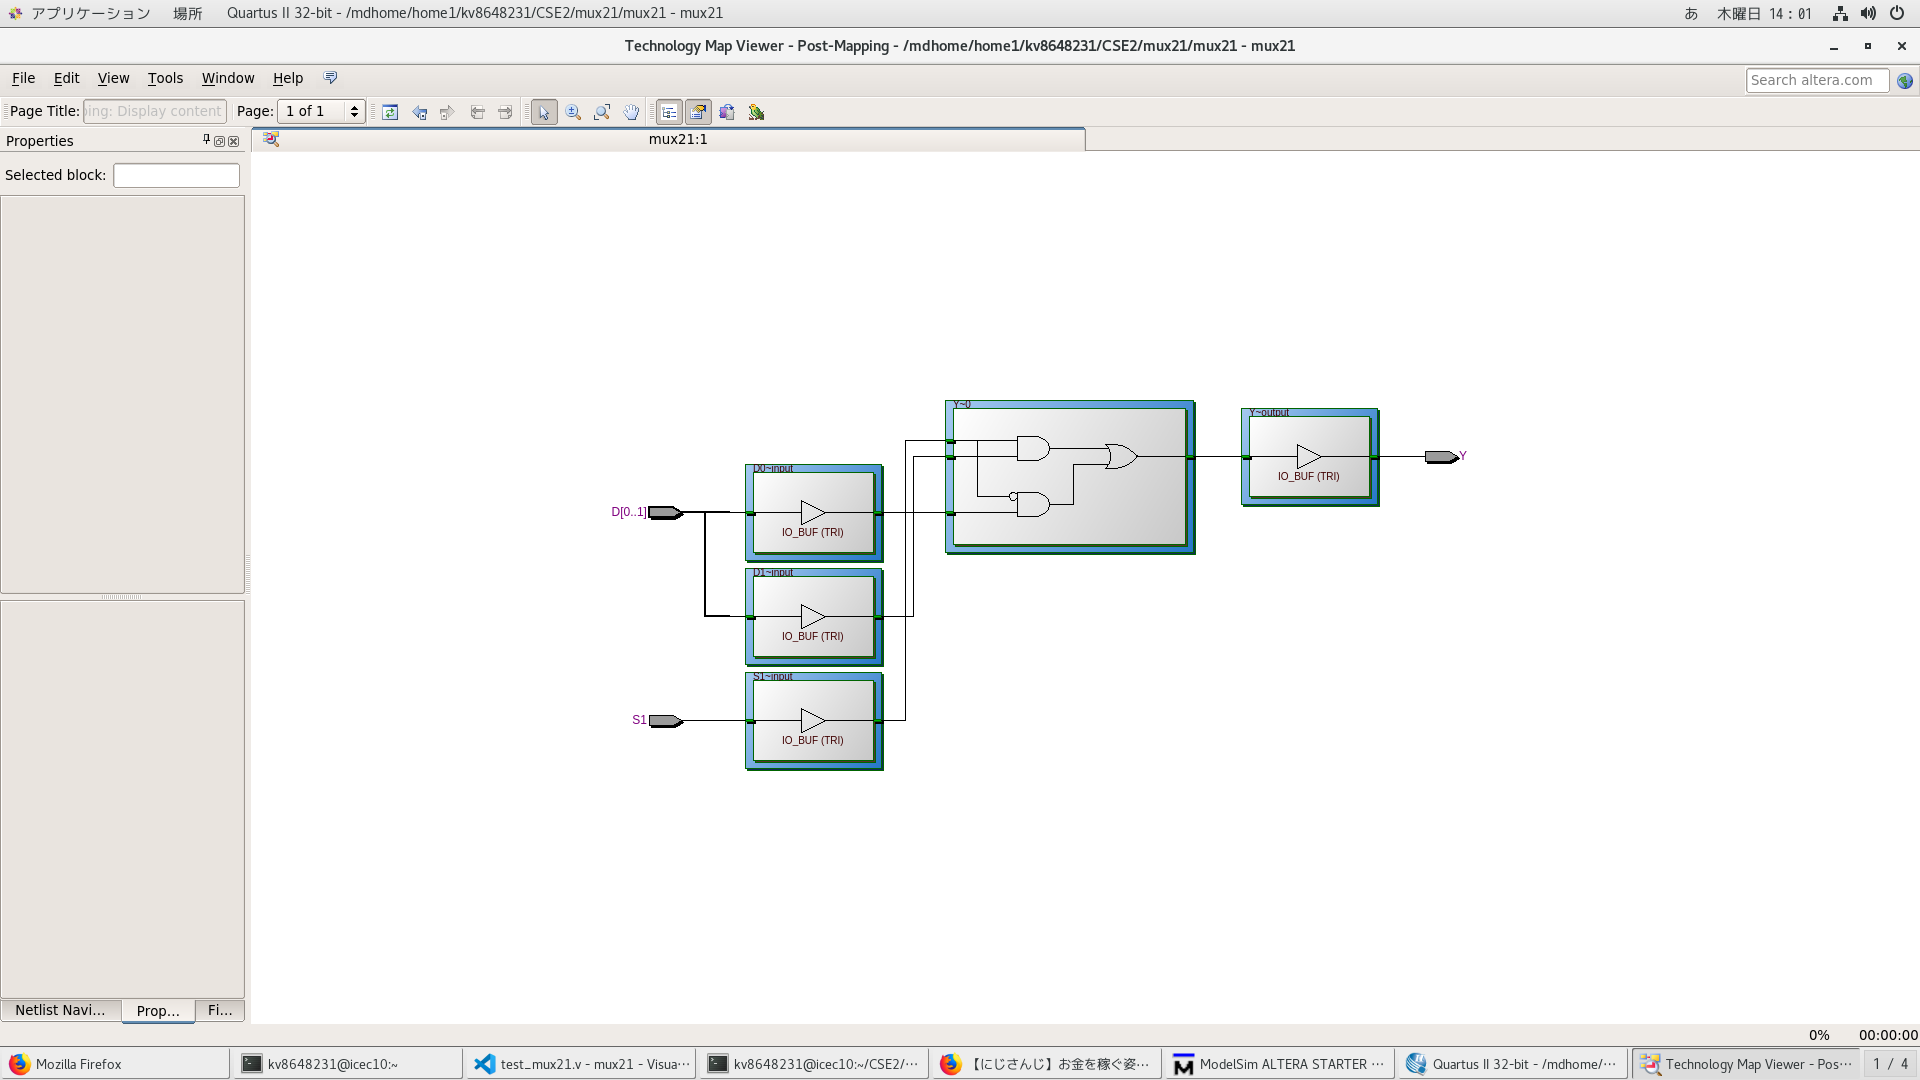 アプリケーション 場所 Quartus II 32-bit - /mdhome/home1/kv8648231/CSE2/mux21/mux21 - mux21 あ 木曜日 14：01
Technology Map Viewer - Post-Mapping - /mdhome/home1/kv8648231/CSE2/mux21/mux21 - mux21
File Edit View Tools Window Help Search altera.com
Page Title: ping: Display content Page: 1 of 1
Properties mux21:1
Selected block:
Y~0
Y~output
Y
IO_BUF (TRI)
D0~input
D[0..1]
IO_BUF (TRI)
D1~input
IO_BUF (TRI)
S1~input
S1
IO_BUF (TRI)
Netlist Navi... Prop... Fi...
0% 00:00:00
Mozilla Firefox kv8648231@icec10:~ test_mux21.v - mux21 - Visua... kv8648231@icec10:~/CSE2/... 【にじさんじ】お金を稼ぐ姿... ModelSim ALTERA STARTER ... Quartus II 32-bit - /mdhome/... Technology Map Viewer - Pos... 1 / 4